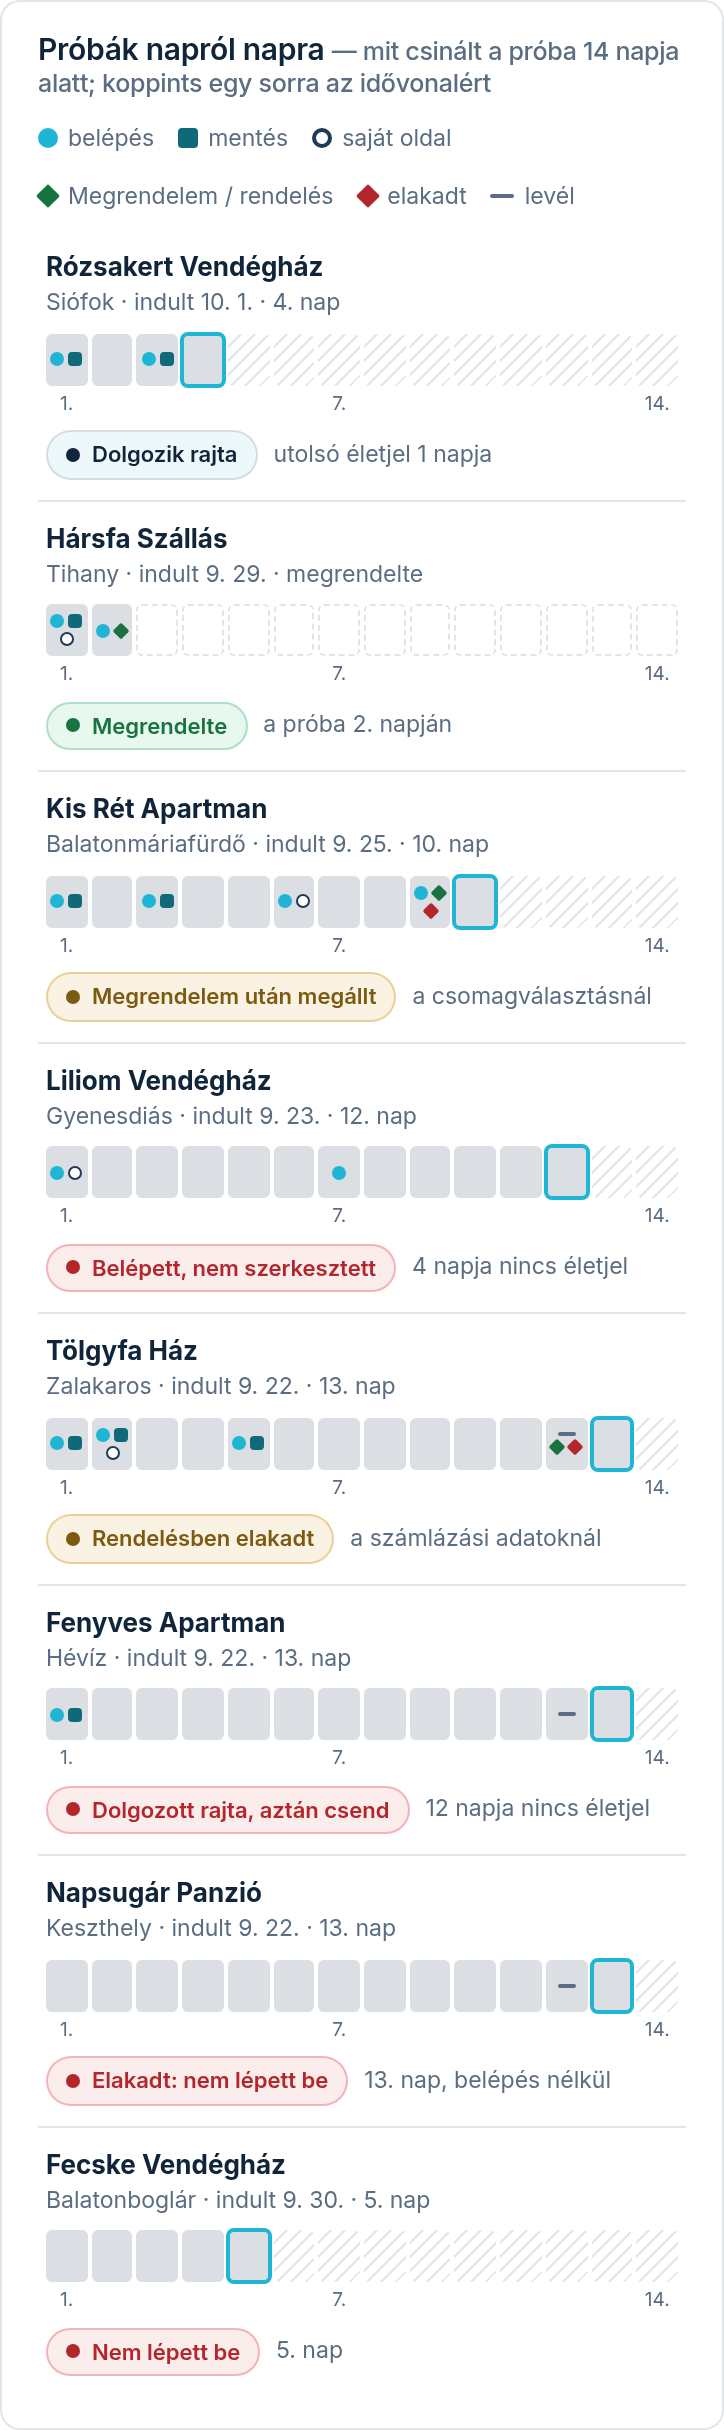 Próbák napról napra — mit csinált a próba 14 napja
alatt; koppints egy sorra az idővonalért
belépés mentés saját oldal
Megrendelem / rendelés elakadt levél
Rózsakert Vendégház
Siófok · indult 10. 1. · 4. nap
1. 7. 14.
Dolgozik rajta utolsó életjel 1 napja
Hársfa Szállás
Tihany · indult 9. 29. · megrendelte
1. 7. 14.
Megrendelte a próba 2. napján
Kis Rét Apartman
Balatonmáriafürdő · indult 9. 25. · 10. nap
1. 7. 14.
Megrendelem után megállt a csomagválasztásnál
Liliom Vendégház
Gyenesdiás · indult 9. 23. · 12. nap
1. 7. 14.
Belépett, nem szerkesztett 4 napja nincs életjel
Tölgyfa Ház
Zalakaros · indult 9. 22. · 13. nap
1. 7. 14.
Rendelésben elakadt a számlázási adatoknál
Fenyves Apartman
Hévíz · indult 9. 22. · 13. nap
1. 7. 14.
Dolgozott rajta, aztán csend 12 napja nincs életjel
Napsugár Panzió
Keszthely · indult 9. 22. · 13. nap
1. 7. 14.
Elakadt: nem lépett be 13. nap, belépés nélkül
Fecske Vendégház
Balatonboglár · indult 9. 30. · 5. nap
1. 7. 14.
Nem lépett be 5. nap